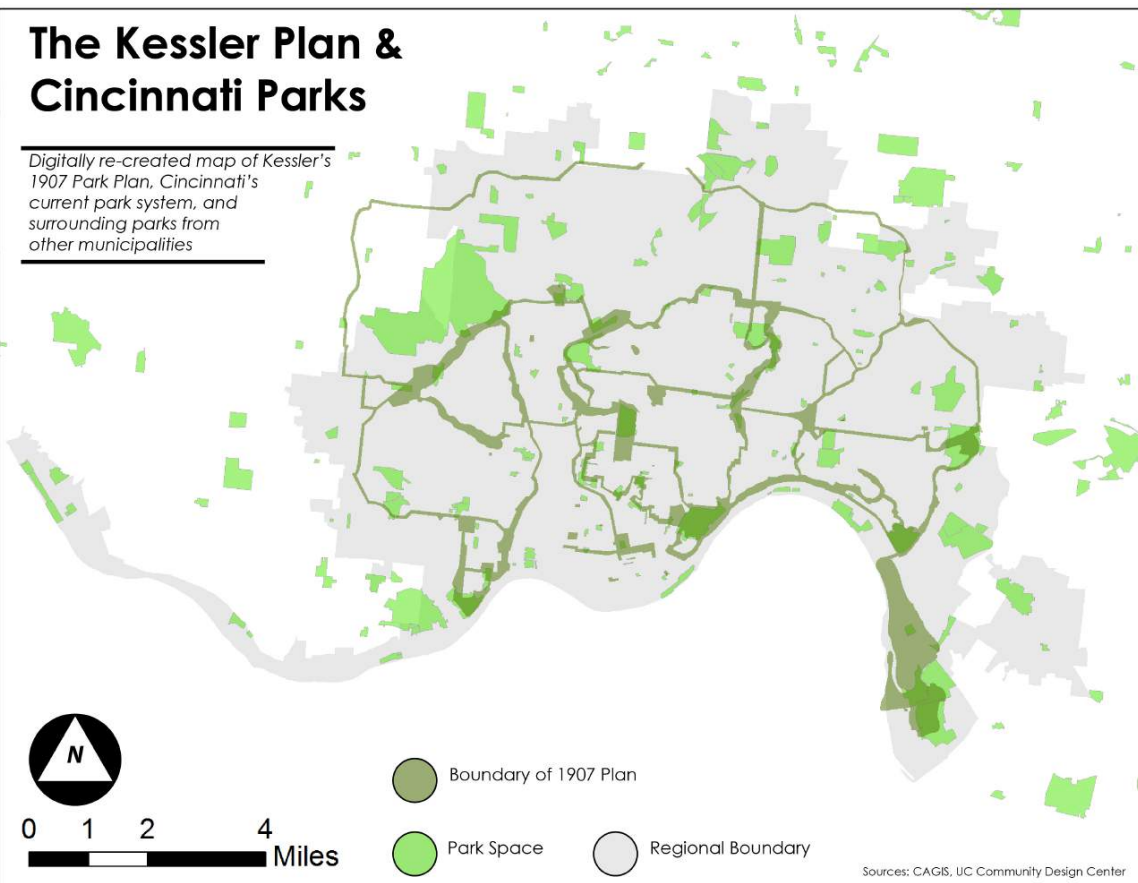 The Kessler Plan &
Cincinnati Parks
Digitally re-created map of Kessler's
1907 Park Plan, Cincinnati's
current park system, and
surrounding parks from
other municipalities
N
0 1 2 4
Miles
Boundary of 1907 Plan
Park Space
Regional Boundary
Sources: CAGIS, UC Community Design Center